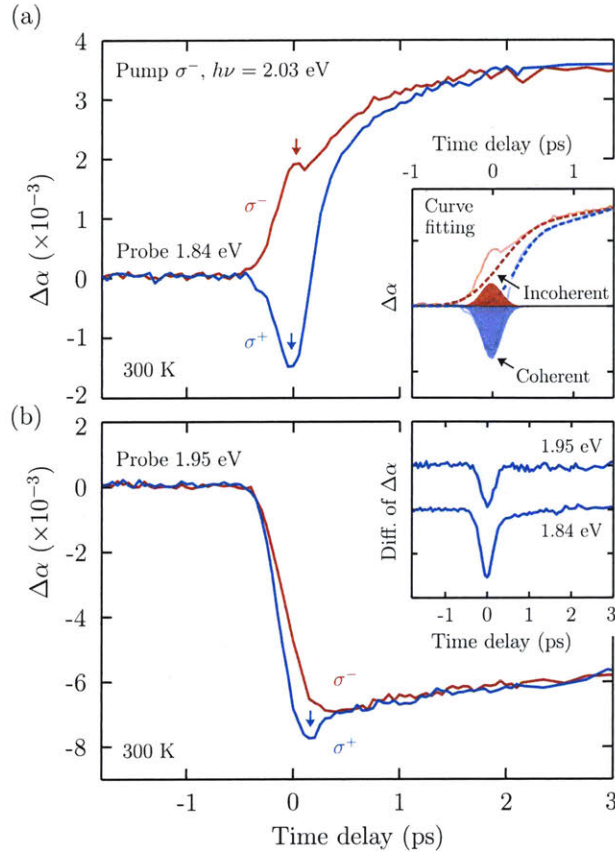 (a)
4
3
2
1
0
-1
-2
Δα (×10⁻³)
Pump σ⁻, hν = 2.03 eV
σ⁻
Probe 1.84 eV
σ⁺
300 K
Time delay (ps)
-1 0 1
Curve
fitting
Δα
Incoherent
Coherent
(b)
0
-2
-4
-6
-8
Δα (×10⁻³)
Probe 1.95 eV
σ⁻
σ⁺
300 K
1.95 eV
1.84 eV
Diff. of Δα
-1 0 1 2 3
Time delay (ps)
-1 0 1 2 3
Time delay (ps)